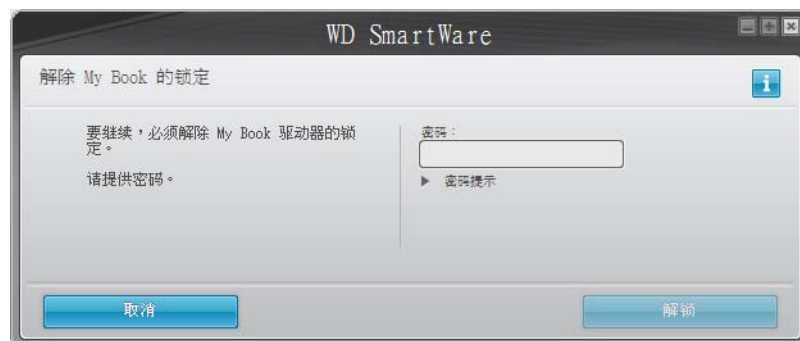 WD SmartWare
解除 My Book 的锁定
要继续，必须解除 My Book 驱动器的锁
定。
请提供密码。
密码：
密码提示
取消
解锁